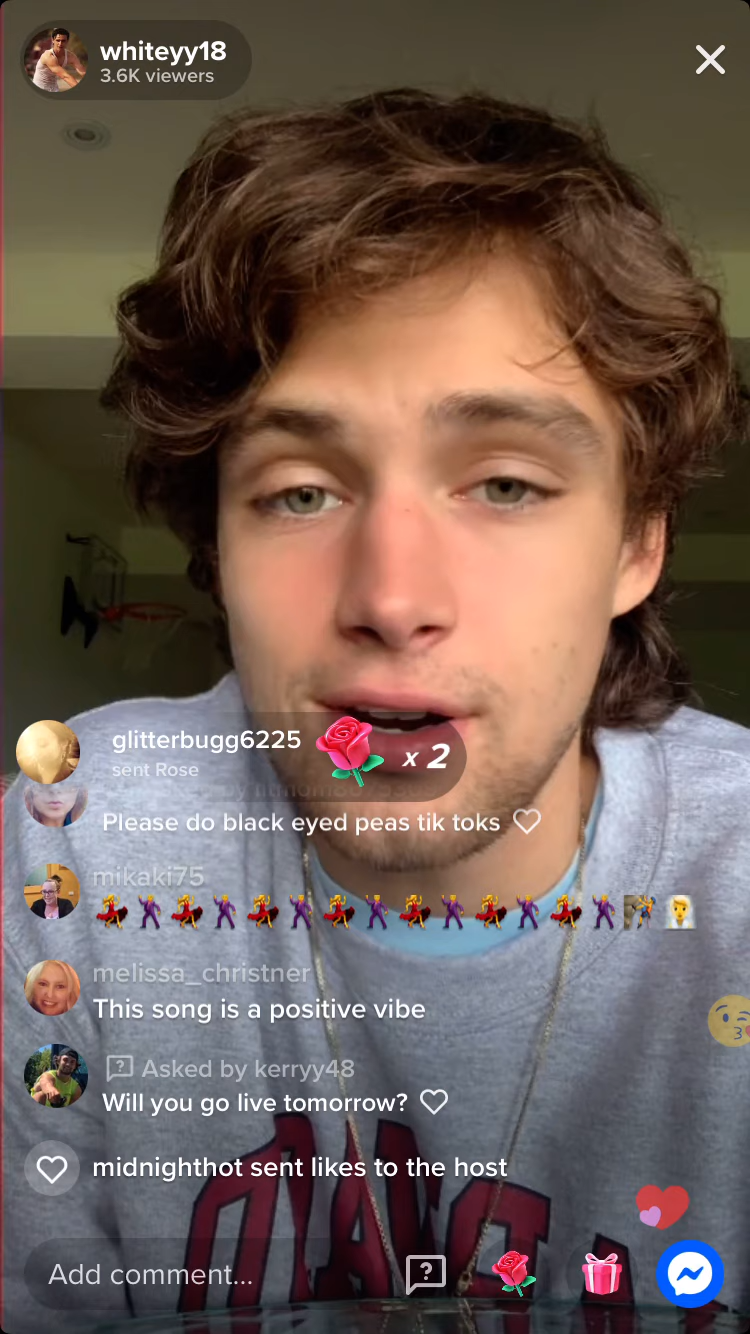 whiteyy18
3.6K viewers
glitterbugg6225
sent Rose
x 2
Please do black eyed peas tik toks
mikaki75
melissa_christner
This song is a positive vibe
Asked by kerryy48
Will you go live tomorrow?
midnighthot sent likes to the host
Add comment...